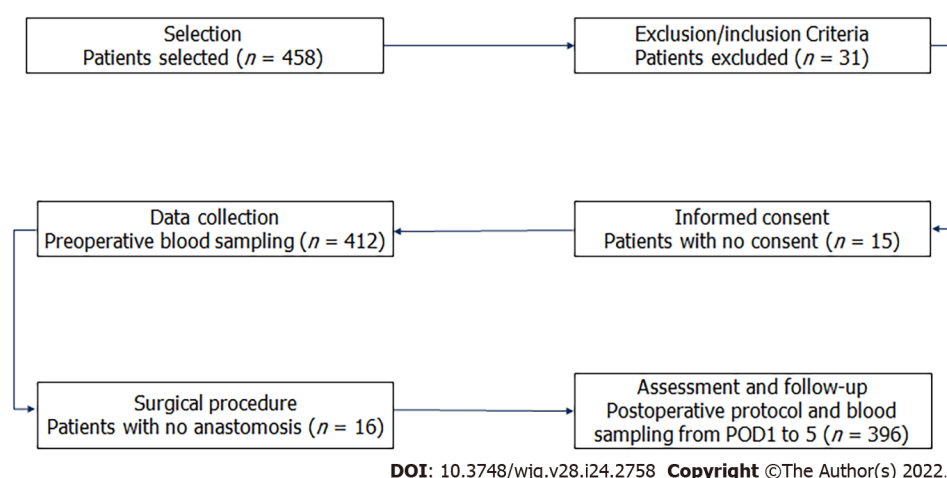 Selection
Patients selected (n = 458)
Exclusion/inclusion Criteria
Patients excluded (n = 31)
Informed consent
Patients with no consent (n = 15)
Data collection
Preoperative blood sampling (n = 412)
Surgical procedure
Patients with no anastomosis (n = 16)
Assessment and follow-up
Postoperative protocol and blood
sampling from POD1 to 5 (n = 396)
DOI: 10.3748/wjg.v28.i24.2758 Copyright ©The Author(s) 2022.